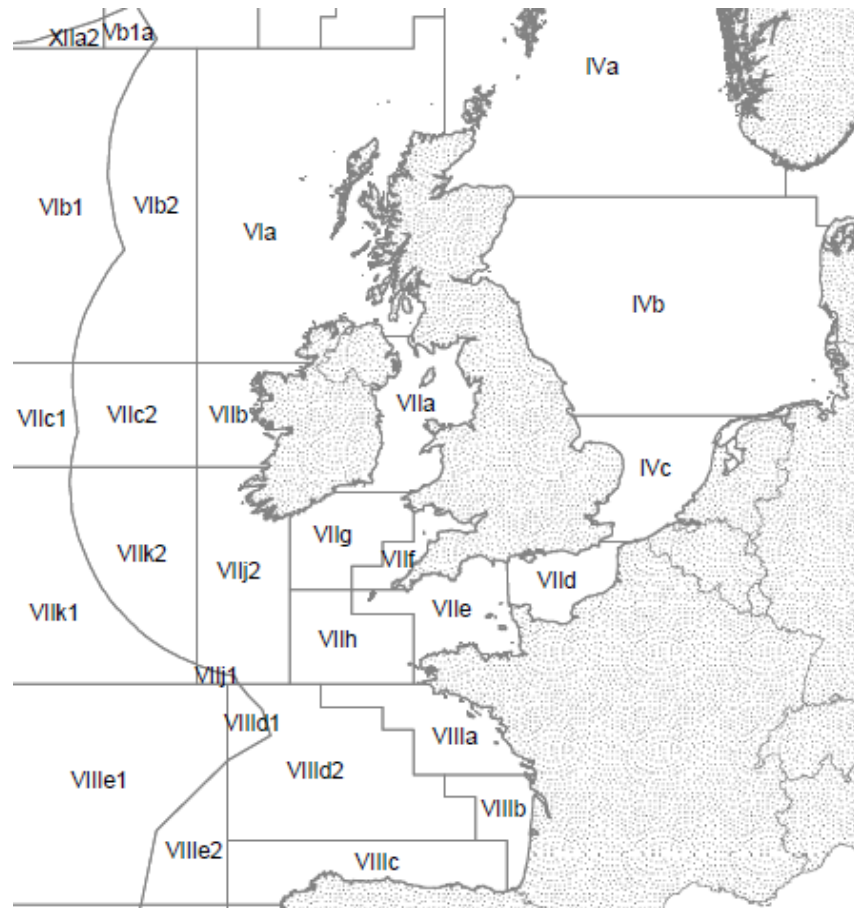 XIIa2 Vb1a
IVa
VIb1 VIb2
VIa
IVb
VIIc1 VIIc2 VIIb VIIa
IVc
VIIg
VIIk2 VIIj2 VIIf VIId
VIIk1 VIIh VIIe
VIIj1
VIIId1
VIIIa
VIIIe1 VIIId2
VIIIb
VIIIe2 VIIIc